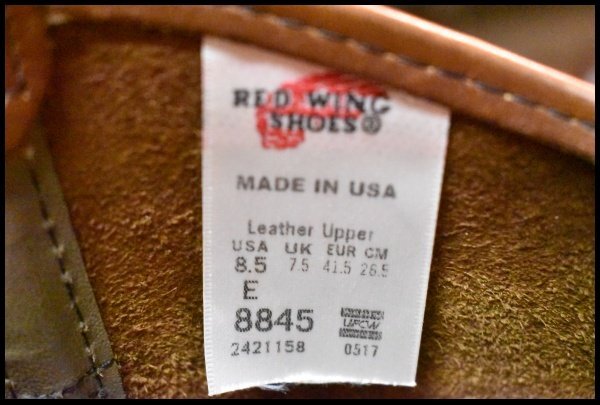 RED WING
SHOES®
MADE IN USA
Leather Upper
USA UK EUR CM
8.5 7.5 41.5 26.5
E
8845 UFCW
2421158 0517